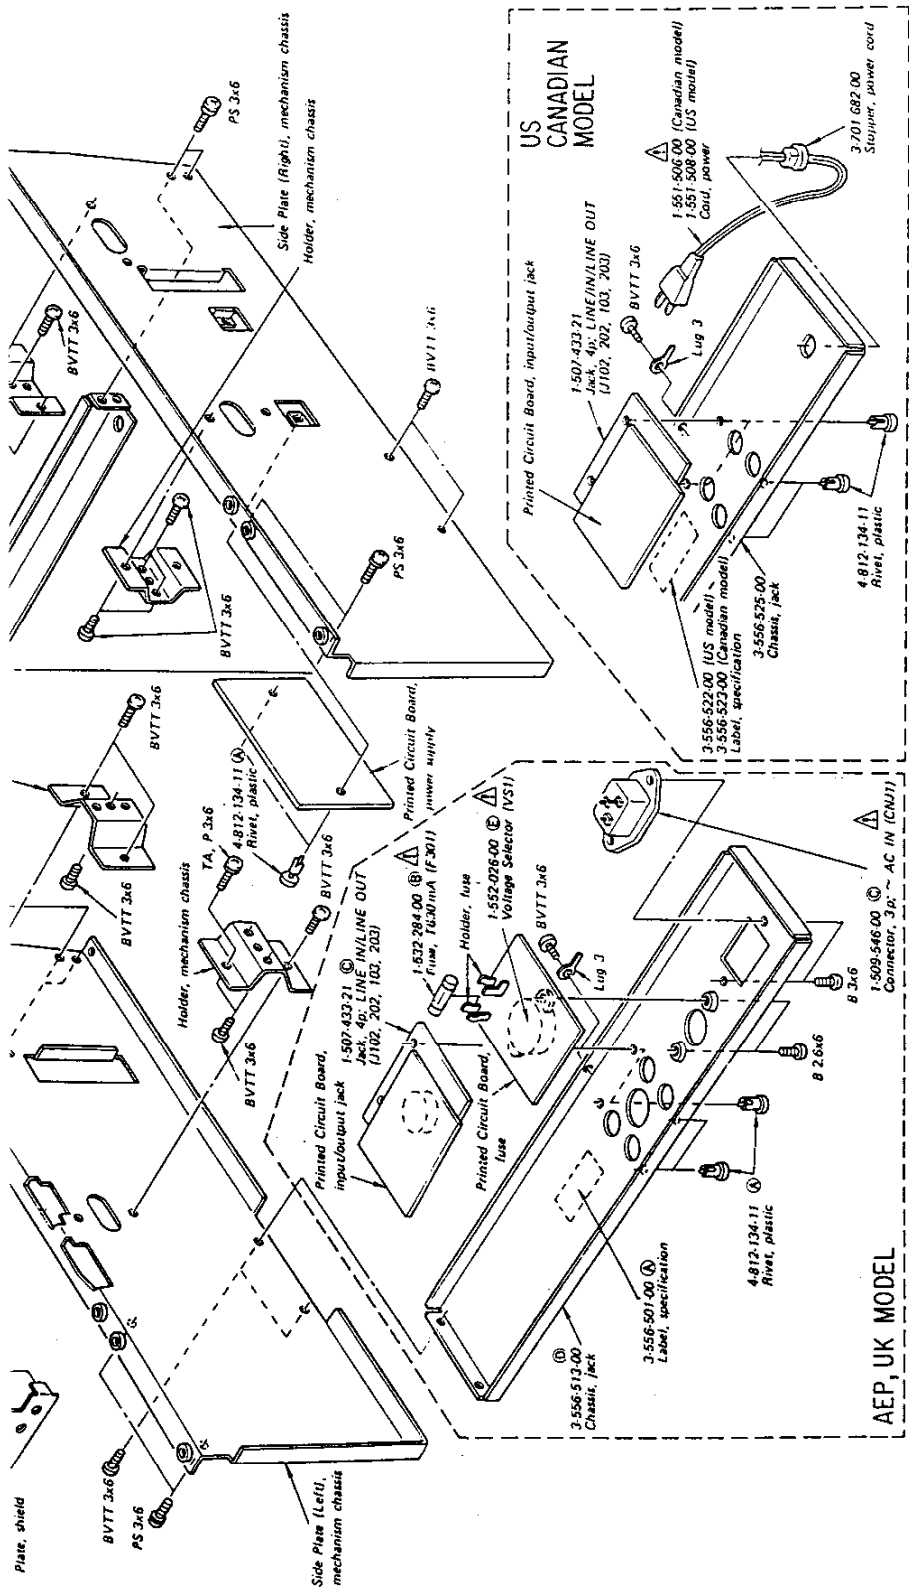 Plate, shield
BVTT 3x6
PS 3x6
Side Plate (Left),
mechanism chassis
Holder, mechanism chassis
TA, P 3x6
BVTT 3x6
BVTT 3x6
BVTT 3x6
BVTT 3x6
4-812-134-11 Ⓐ
Rivet, plastic
Printed Circuit Board,
power supply
BVTT 3x6
BVTT 3x6
PS 3x6
BVTT 3x6
PS 3x6
Side Plate (Right), mechanism chassis
Holder, mechanism chassis
BVTT 3x6
AEP, UK MODEL
Printed Circuit Board,
input/output jack
1-507-433-21 Ⓒ
Jack, 4p; LINE IN/LINE OUT
(J102, 202, 103, 203)
1-532-284-00 Ⓑ
Fuse, T630 mA (F301)
Holder, fuse
1-552-026-00 Ⓔ
Voltage Selector (VS1)
BVTT 3x6
Lug 3
Printed Circuit Board,
fuse
3-556-513-00 Ⓓ
Chassis, jack
3-556-501-00 Ⓐ
Label, specification
4-812-134-11 Ⓐ
Rivet, plastic
B 2.6x6
B 3x6
1-509-546-00 Ⓒ
Connector, 3p; ~ AC IN (CNJ1)
US
CANADIAN
MODEL
Printed Circuit Board, input/output jack
1-507-433-21
Jack, 4p; LINE/IN/LINE OUT
(J102, 202, 103, 203)
BVTT 3x6
Lug 3
1-551-506-00 (Canadian model)
1-551-508-00 (US model)
Cord, power
3-701-682-00
Stopper, power cord
3-556-522-00 (US model)
3-556-523-00 (Canadian model)
Label, specification
3-556-525-00
Chassis, jack
4-812-134-11
Rivet, plastic